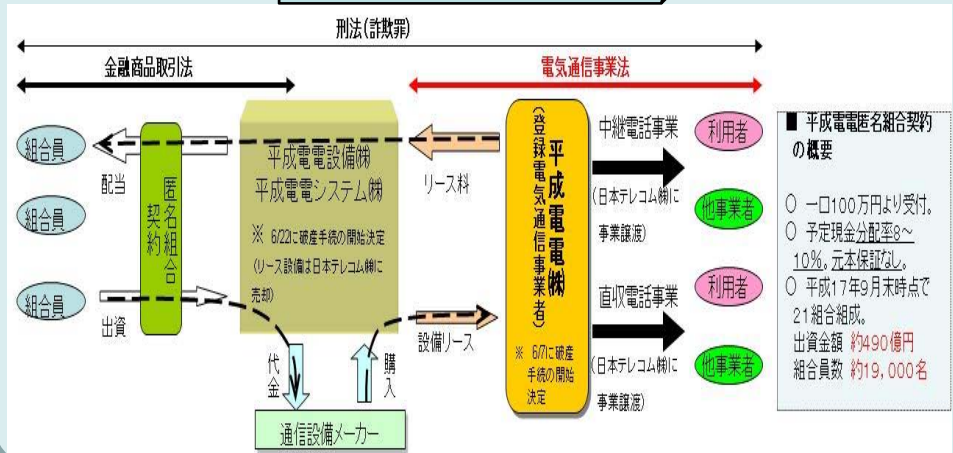 刑法(詐欺罪)
金融商品取引法
電気通信事業法
組合員
組合員
組合員
配当
出資
匿名組合
契約
平成電電設備㈱
平成電電システム㈱
※ 6/22に破産手続の開始決定
(リース設備は日本テレコム㈱に
売却)
代金
購入
通信設備メーカー
リース料
設備リース
平成電電㈱
(登録電気通信事業者)
※ 6/7に破産
手続の開始
決定
中継電話事業
(日本テレコム㈱に
事業譲渡)
直収電話事業
(日本テレコム㈱に
事業譲渡)
利用者
他事業者
利用者
他事業者
■ 平成電電匿名組合契約
の概要
○ 一口100万円より受付。
○ 予定現金分配率8~
10%。元本保証なし。
○ 平成17年9月末時点で
21組合組成。
出資金額 約490億円
組合員数 約19,000名